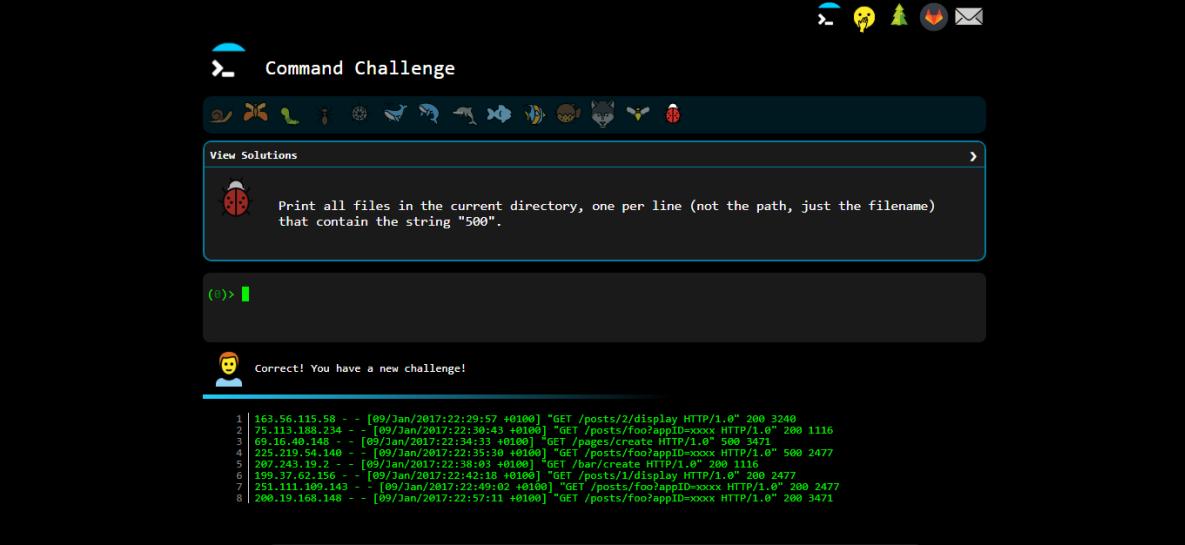 Command Challenge
View Solutions
Print all files in the current directory, one per line (not the path, just the filename)
that contain the string "500".
(0)>
Correct! You have a new challenge!
1 163.56.115.58 - - [09/Jan/2017:22:29:57 +0100] "GET /posts/2/display HTTP/1.0" 200 3240
2 75.113.188.234 - - [09/Jan/2017:22:30:43 +0100] "GET /posts/foo?appID=xxxx HTTP/1.0" 200 1116
3 69.16.40.148 - - [09/Jan/2017:22:34:33 +0100] "GET /pages/create HTTP/1.0" 500 3471
4 225.219.54.140 - - [09/Jan/2017:22:35:30 +0100] "GET /posts/foo?appID=xxxx HTTP/1.0" 500 2477
5 207.243.19.2 - - [09/Jan/2017:22:38:03 +0100] "GET /bar/create HTTP/1.0" 200 1116
6 199.37.62.156 - - [09/Jan/2017:22:42:18 +0100] "GET /posts/1/display HTTP/1.0" 200 2477
7 251.111.109.143 - - [09/Jan/2017:22:49:02 +0100] "GET /posts/foo?appID=xxxx HTTP/1.0" 200 2477
8 200.19.168.148 - - [09/Jan/2017:22:57:11 +0100] "GET /posts/foo?appID=xxxx HTTP/1.0" 200 3471